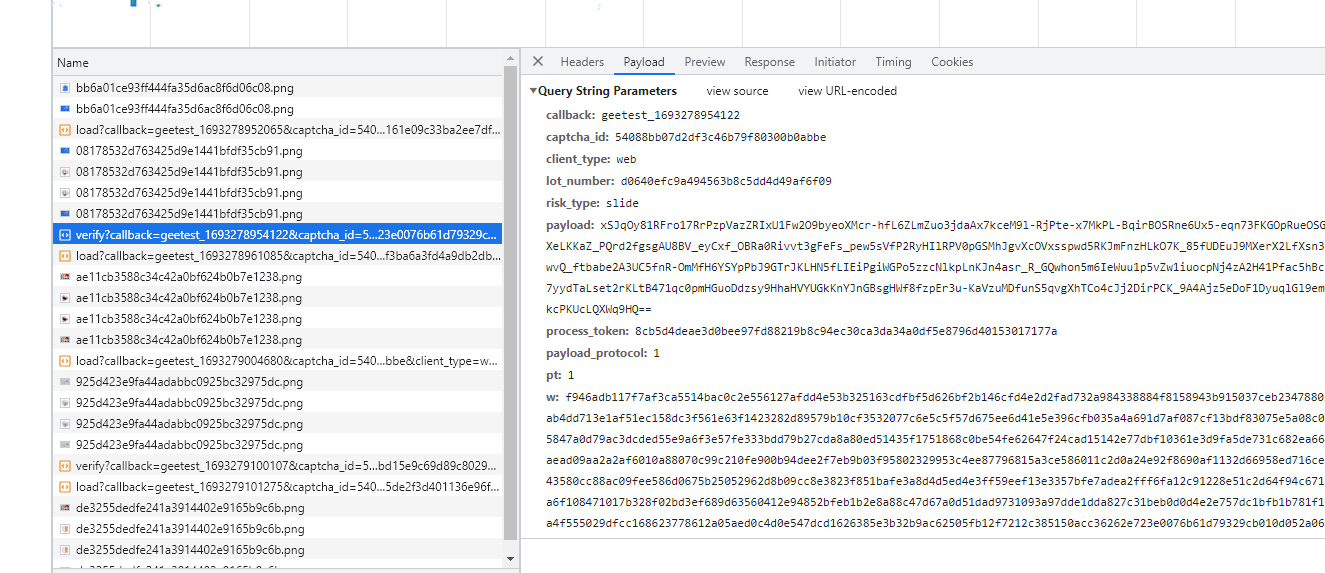 Name
bb6a01ce93ff444fa35d6ac8f6d06c08.png
bb6a01ce93ff444fa35d6ac8f6d06c08.png
load?callback=geetest_1693278952065&captcha_id=540...161e09c33ba2ee7df...
08178532d763425d9e1441bfdf35cb91.png
08178532d763425d9e1441bfdf35cb91.png
08178532d763425d9e1441bfdf35cb91.png
08178532d763425d9e1441bfdf35cb91.png
verify?callback=geetest_1693278954122&captcha_id=5...23e0076b61d79329c...
load?callback=geetest_1693278961085&captcha_id=540...f3ba6a3fd4a9db2db...
ae11cb3588c34c42a0bf624b0b7e1238.png
ae11cb3588c34c42a0bf624b0b7e1238.png
ae11cb3588c34c42a0bf624b0b7e1238.png
ae11cb3588c34c42a0bf624b0b7e1238.png
load?callback=geetest_1693279004680&captcha_id=540...bbe&client_type=w...
925d423e9fa44adabbc0925bc32975dc.png
925d423e9fa44adabbc0925bc32975dc.png
925d423e9fa44adabbc0925bc32975dc.png
925d423e9fa44adabbc0925bc32975dc.png
verify?callback=geetest_1693279100107&captcha_id=5...bd15e9c69d89c8029...
load?callback=geetest_1693279101275&captcha_id=540...5de2f3d401136e96f...
de3255dedfe241a3914402e9165b9c6b.png
de3255dedfe241a3914402e9165b9c6b.png
de3255dedfe241a3914402e9165b9c6b.png
Headers Payload Preview Response Initiator Timing Cookies
Query String Parameters view source view URL-encoded
callback: geetest_1693278954122
captcha_id: 54088bb07d2df3c46b79f80300b0abbe
client_type: web
lot_number: d0640efc9a494563b8c5dd4d49af6f09
risk_type: slide
payload: xSJqOy81RFro17RrPzpVazZRIxU1Fw2O9byeoXMcr-hfL6ZLmZuo3jdaAx7kceM9l-RjPte-x7MkPL-BqirBOSRne6Ux5-eqn73FKGOpRueOSG
XeLKKaZ_PQrd2fgsgAU8BV_eyCxf_OBRa0Rivvt3gFeFs_pew5sVfP2RyHIlRPV0pGSMhJgvXcOVxsspwd5RKJmFnzHLkO7K_85fUDEuJ9MXerX2LfXsn3
wvQ_ftbabe2A3UC5fnR-OmMfH6YSYpPbJ9GTrJKLHN5fLIEiPgiWGPo5zzcNlkpLnKJn4asr_R_GQwhon5m6IeWuu1p5vZw1iuocpNj4zA2H41Pfac5hBc
7yydTaLset2rKLtB471qc0pmHGuoDdzsy9HhaHVYUGkKnYJnGBsgHWf8fzpEr3u-KaVzuMDfunS5qvgXhTCo4cJj2DirPCK_9A4Ajz5eDoF1DyuqlGl9em
kcPKUcLQXWq9HQ==
process_token: 8cb5d4deae3d0bee97fd88219b8c94ec30ca3da34a0df5e8796d40153017177a
payload_protocol: 1
pt: 1
w: f946adb117f7af3ca5514bac0c2e556127afdd4e53b325163cdfbf5d626bf2b146cfd4e2d2fad732a984338884f8158943b915037ceb2347880
ab4dd713e1af51ec158dc3f561e63f1423282d89579b10cf3532077c6e5c5f57d675ee6d41e5e396cfb035a4a691d7af087cf13bdf83075e5a08c0
5847a0d79ac3dcded55e9a6f3e57fe333bdd79b27cda8a80ed51435f1751868c0be54fe62647f24cad15142e77dbf10361e3d9fa5de731c682ea66
aead09aa2a2af6010a88070c99c210fe900b94dee2f7eb9b03f95802329953c4ee87796815a3ce586011c2d0a24e92f8690af1132d66958ed716ce
43580cc88ac09fee586d0675b25052962d8b09cc8e3823f851bafe3a8d4d5ed4e3ff59eef13e3357bfe7adea2fff6fa12c91228e51c2d64f94c671
a6f108471017b328f02bd3ef689d63560412e94852bfeb1b2e8a88c47d67a0d51dad9731093a97dde1dda827c31beb0d0d4e2e757dc1bfb1b781f1
a4f555029dfcc168623778612a05aed0c4d0e547dcd1626385e3b32b9ac62505fb12f7212c385150acc36262e723e0076b61d79329cb010d052a06